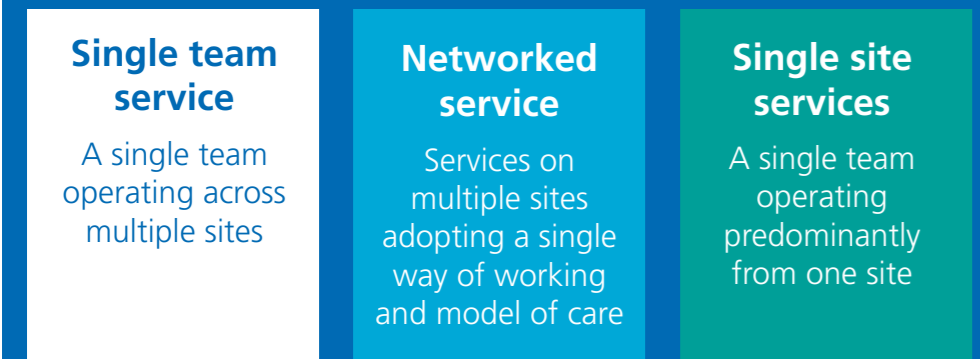 Single team
service
A single team
operating across
multiple sites
Networked
service
Services on
multiple sites
adopting a single
way of working
and model of care
Single site
services
A single team
operating
predominantly
from one site